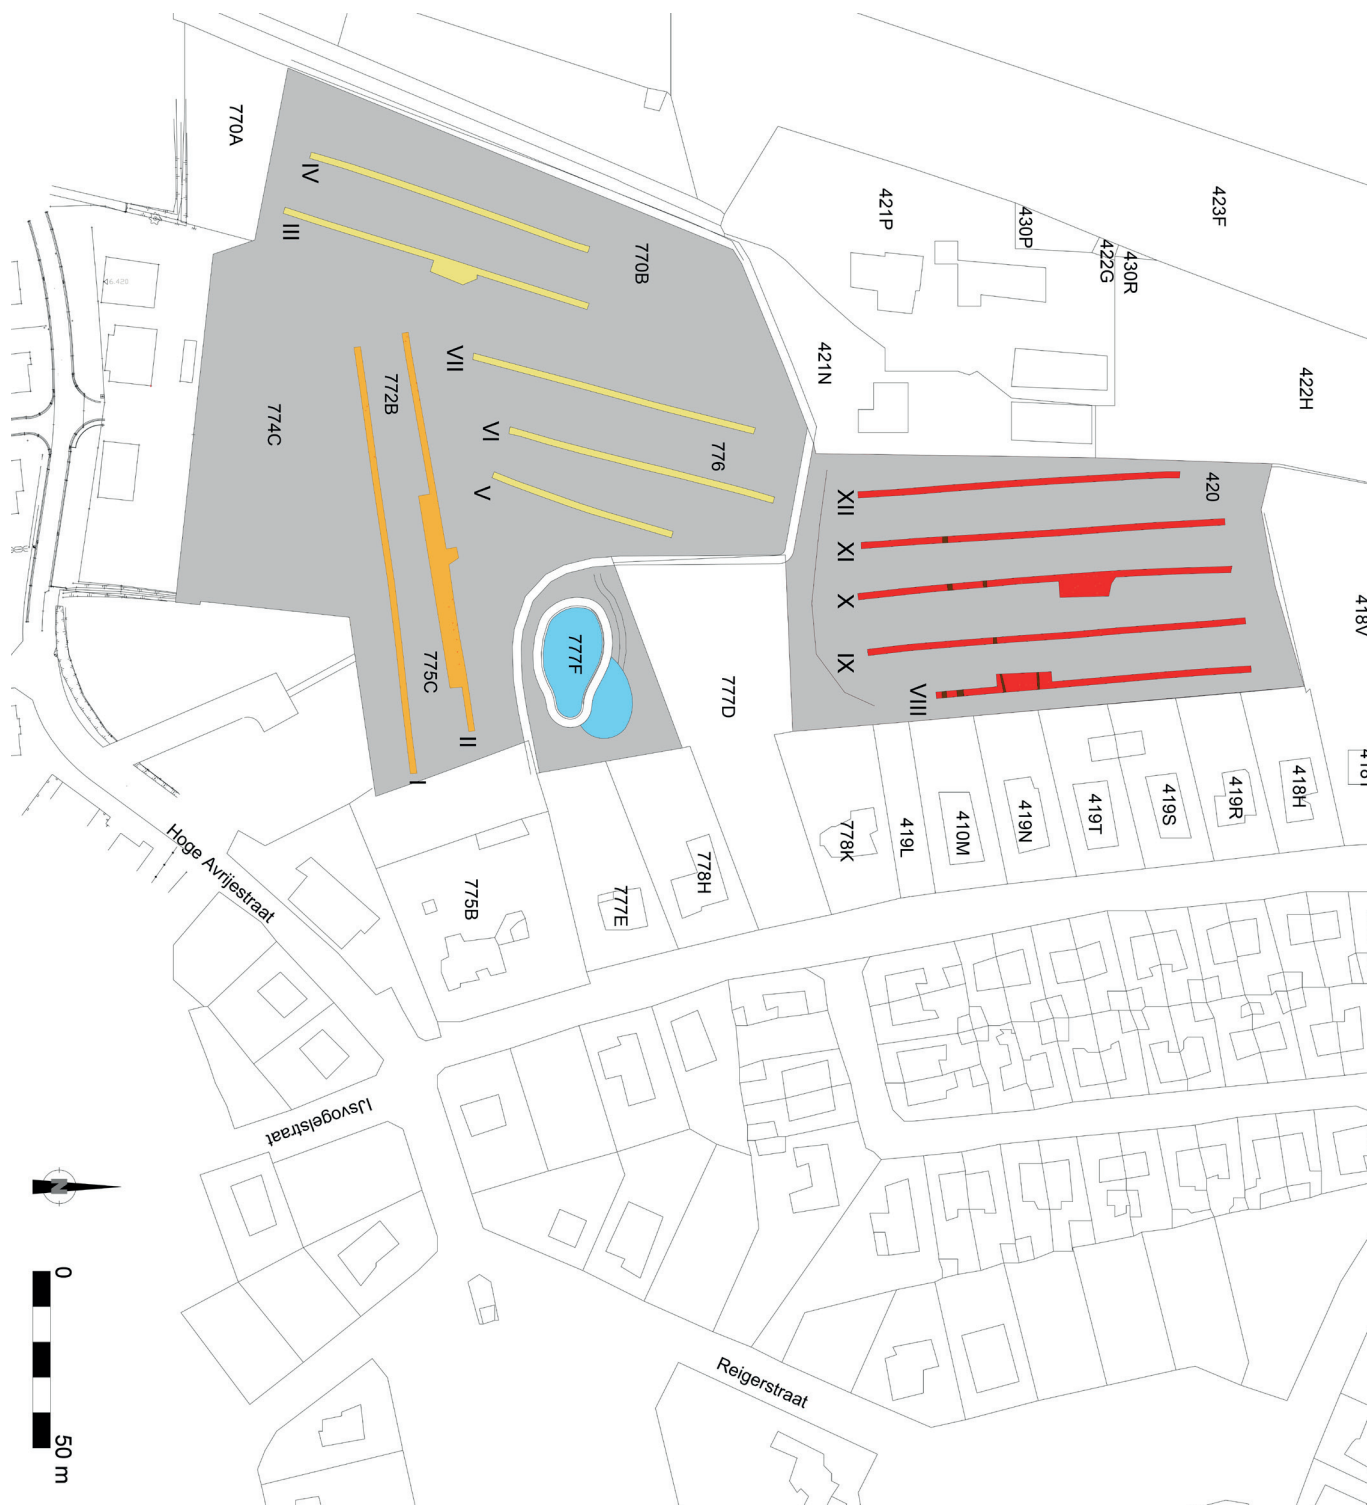 770A
IV
III
770B
421P
430P
422G
430R
423F
421N
422H
774C
772B
VII
VI
V
776
420
XII
XI
X
IX
VIII
418V
777F
777D
775C
II
I
Hoge Avrijestraat
775B
777E
778H
778K
419L
410M
419N
419T
419S
419R
418H
IJsvogelstraat
Reigerstraat
N
0
50 m